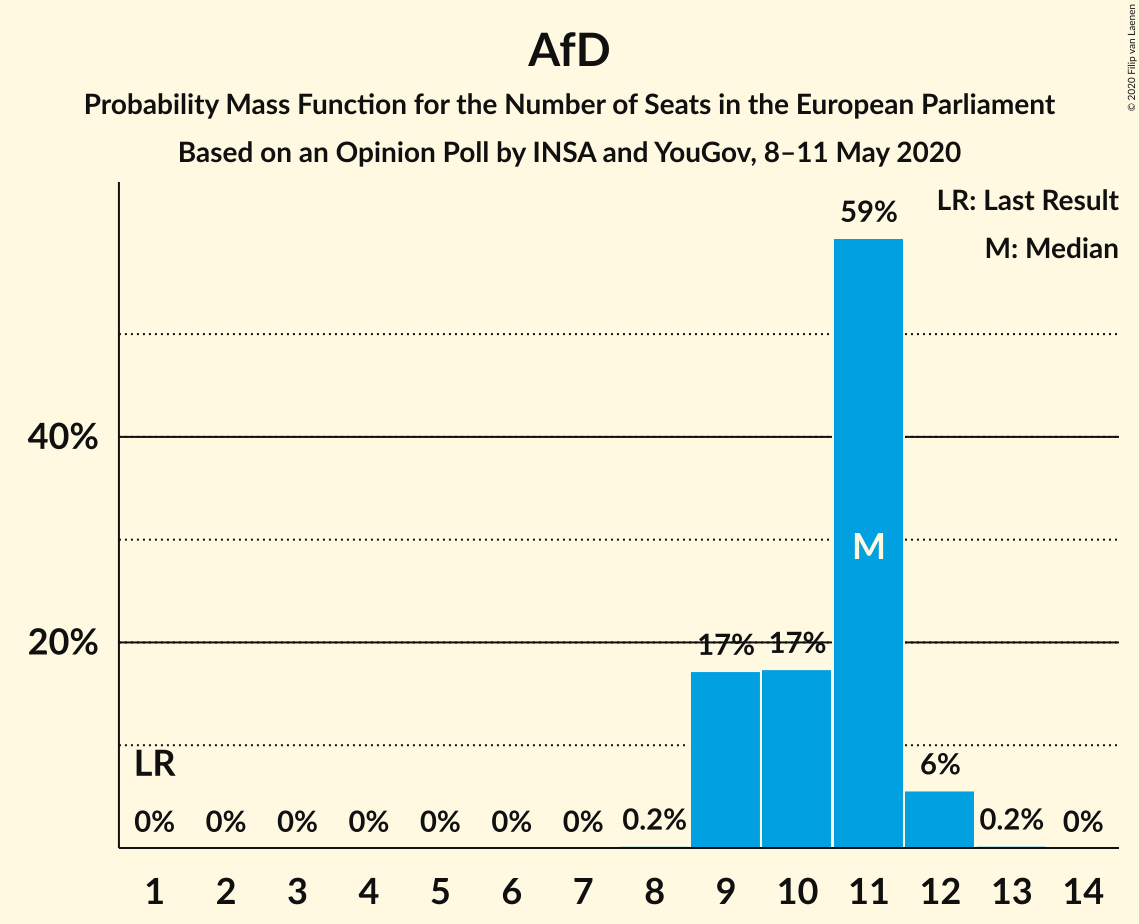 AfD
Probability Mass Function for the Number of Seats in the European Parliament
Based on an Opinion Poll by INSA and YouGov, 8–11 May 2020
© 2020 Filip van Laenen
LR: Last Result
M: Median
59%
40%
M
20%
17% 17%
LR
6%
0% 0% 0% 0% 0% 0% 0% 0.2% 0.2% 0%
1 2 3 4 5 6 7 8 9 10 11 12 13 14